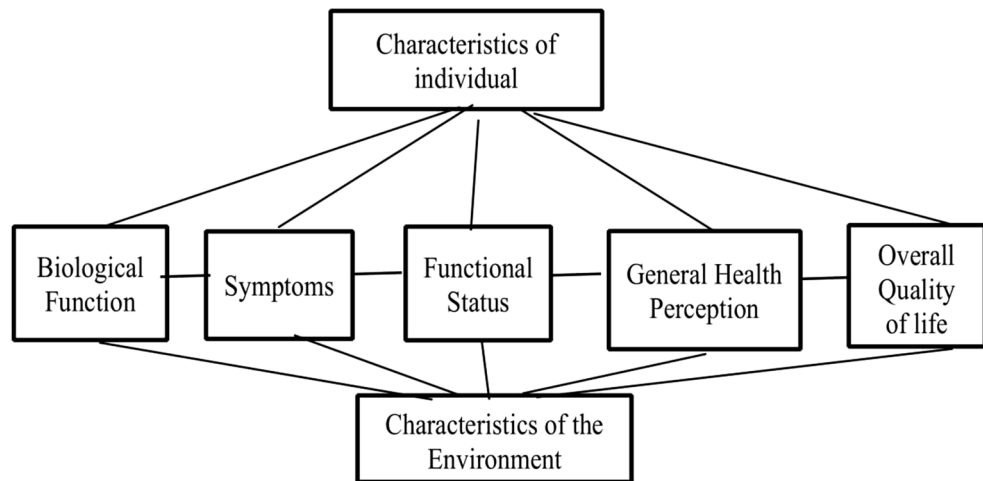 Characteristics of
individual
Biological
Function
Symptoms
Functional
Status
General Health
Perception
Overall
Quality
of life
Characteristics of the
Environment